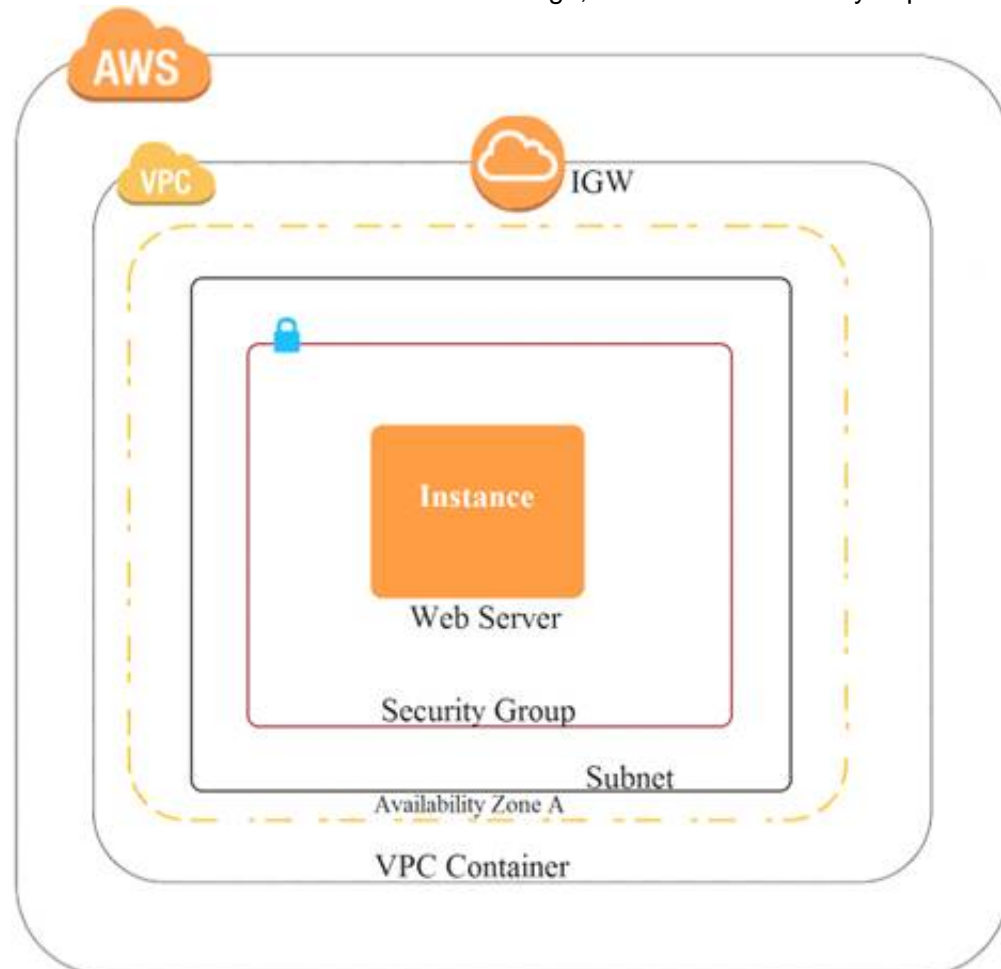 AWS
VPC
IGW
Instance
Web Server
Security Group
Subnet
Availability Zone A
VPC Container